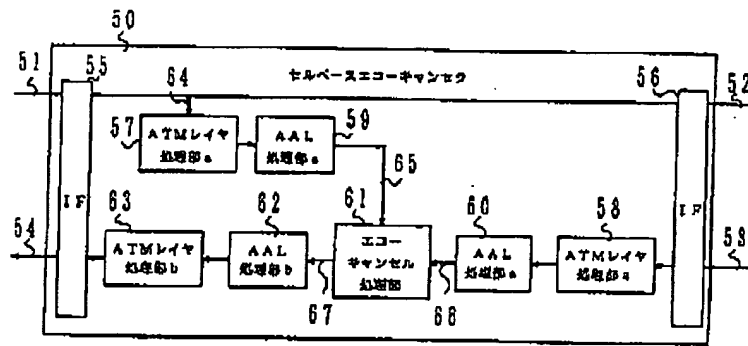 50
セルベースエコーキャンセラ
51
55
56
52
64
57
ATMレイヤ
処理部a
AAL
処理部a
59
65
IF
IF
54
63
ATMレイヤ
処理部b
62
AAL
処理部b
61
エコー
キャンセル
処理部
60
AAL
処理部a
58
ATMレイヤ
処理部a
53
67
68